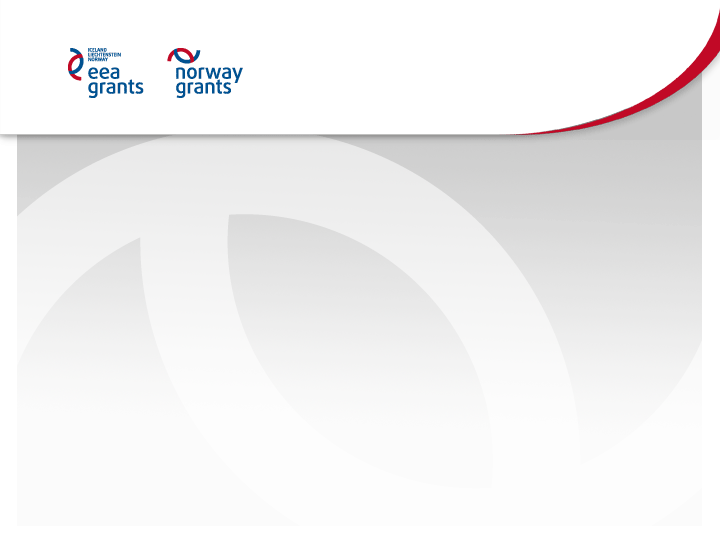 ICELAND
LIECHTENSTEIN
NORWAY
eea
grants
norway
grants